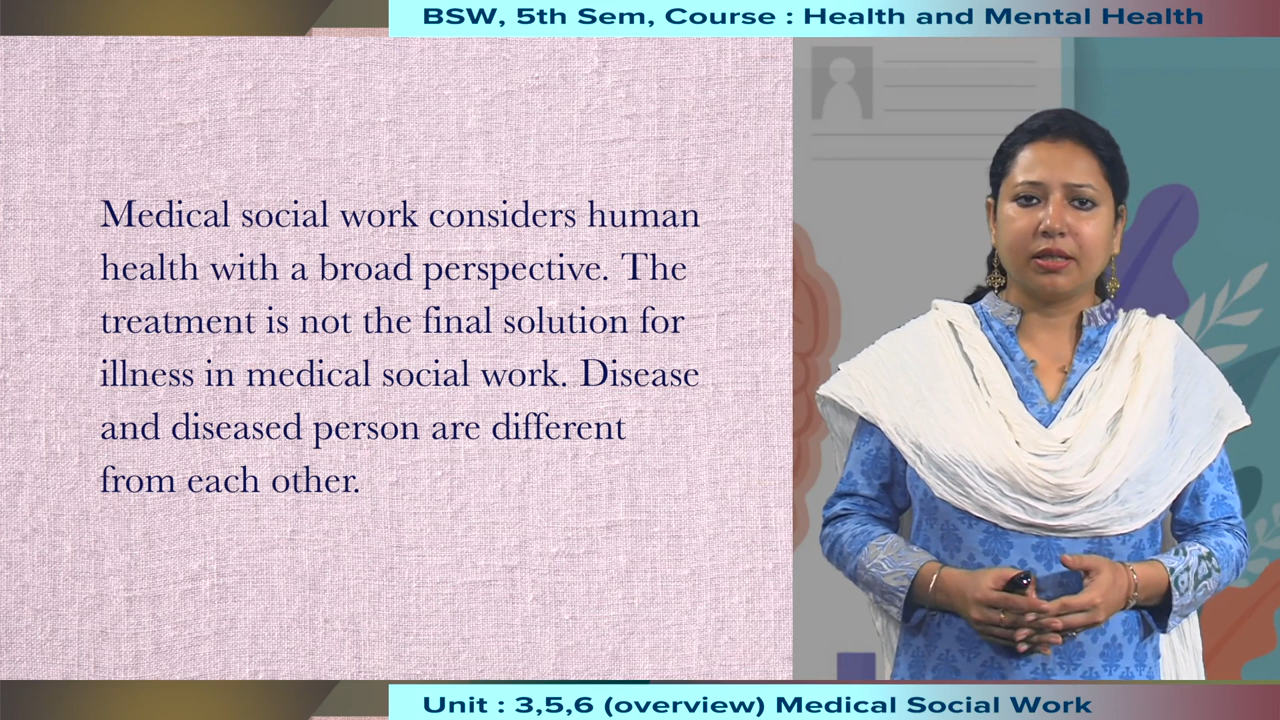 BSW, 5th Sem, Course : Health and Mental Health
Medical social work considers human
health with a broad perspective. The
treatment is not the final solution for
illness in medical social work. Disease
and diseased person are different
from each other.
Unit : 3,5,6 (overview) Medical Social Work